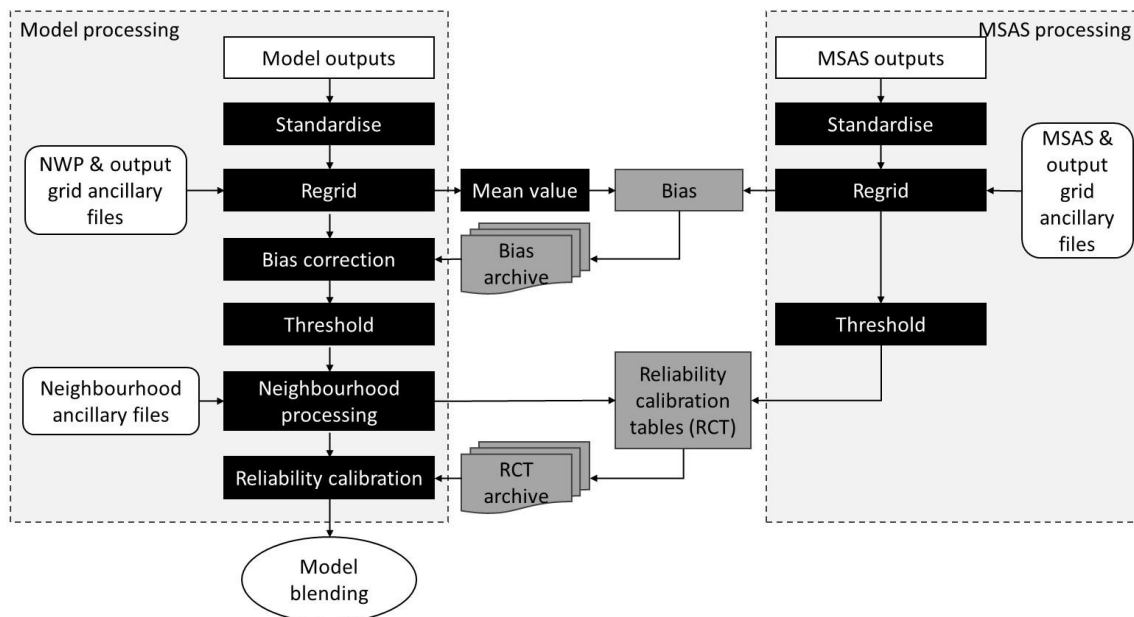 Model processing
MSAS processing
Model outputs
MSAS outputs
Standardise
Standardise
NWP & output
grid ancillary
files
Regrid
Mean value
Bias
Regrid
MSAS &
output
grid
ancillary
files
Bias correction
Bias
archive
Threshold
Threshold
Neighbourhood
ancillary files
Neighbourhood
processing
Reliability
calibration
tables (RCT)
Reliability calibration
RCT
archive
Model
blending